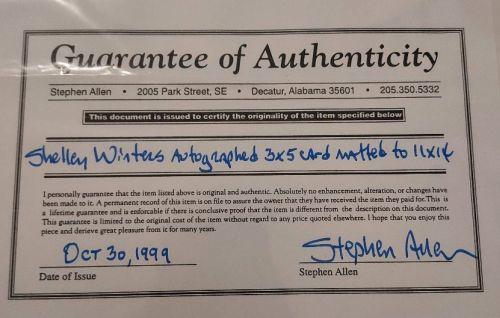 Guarantee of Authenticity
Stephen Allen • 2005 Park Street, SE • Decatur, Alabama 35601 • 205.350.5332
This document is issued to certify the originality of the item specified below
Shelley Winters Autographed 3x5 card matted to 11x14
I personally guarantee that the item listed above is original and authentic. Absolutely no enhancement, alteration, or changes have
been made to it. A permanent record of this item is on file to assure the owner that they have received the item they paid for. This is
a lifetime guarantee and is enforcable if there is conclusive proof that the item is different from the description on this document.
This guarantee is limited to the original cost of the item without regard to any price quoted elsewhere. I hope that you enjoy this
piece and derieve great pleasure from it for many years.
Oct 30, 1999
Date of Issue
Stephen Allen
Stephen Allen